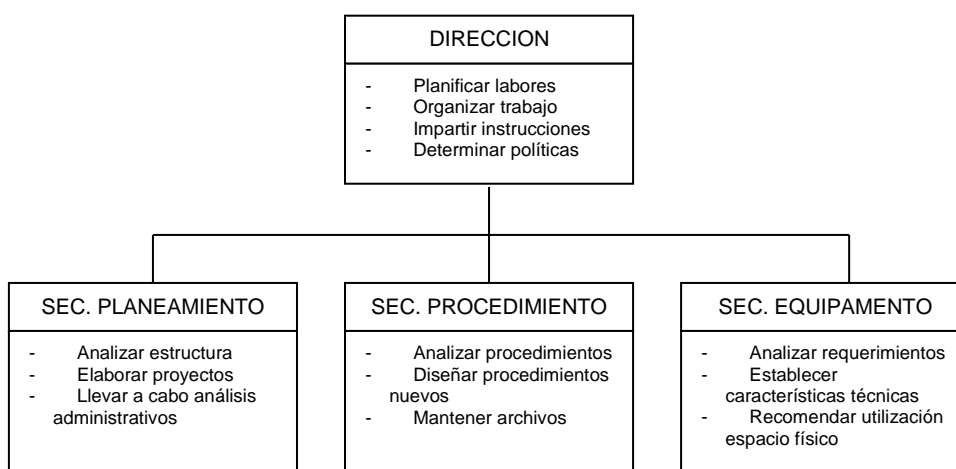 DIRECCION
- Planificar labores
- Organizar trabajo
- Impartir instrucciones
- Determinar políticas
SEC. PLANEAMIENTO
- Analizar estructura
- Elaborar proyectos
- Llevar a cabo análisis
administrativos
SEC. PROCEDIMIENTO
- Analizar procedimientos
- Diseñar procedimientos
nuevos
- Mantener archivos
SEC. EQUIPAMENTO
- Analizar requerimientos
- Establecer
características técnicas
- Recomendar utilización
espacio físico